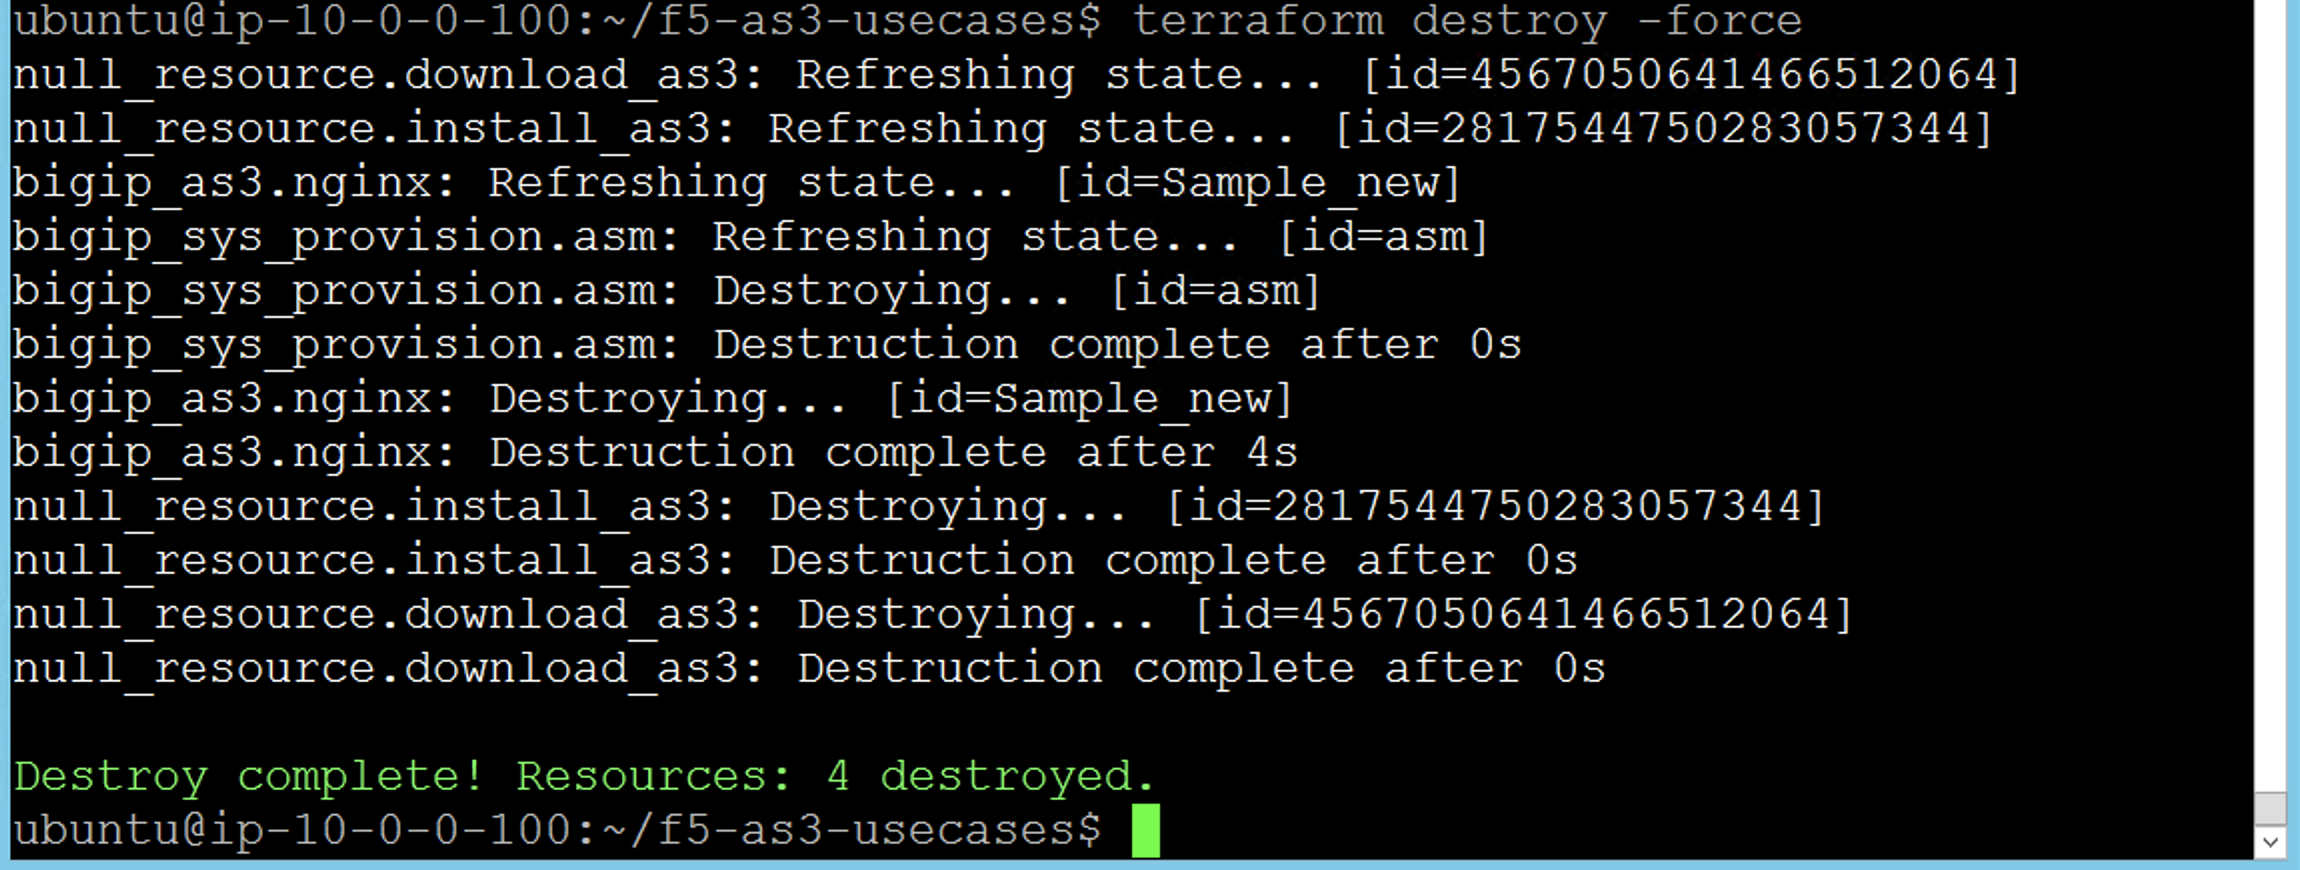 ubuntu@ip-10-0-0-100:~/f5-as3-usecases$ terraform destroy -force
null_resource.download_as3: Refreshing state... [id=4567050641466512064]
null_resource.install_as3: Refreshing state... [id=2817544750283057344]
bigip_as3.nginx: Refreshing state... [id=Sample_new]
bigip_sys_provision.asm: Refreshing state... [id=asm]
bigip_sys_provision.asm: Destroying... [id=asm]
bigip_sys_provision.asm: Destruction complete after 0s
bigip_as3.nginx: Destroying... [id=Sample_new]
bigip_as3.nginx: Destruction complete after 4s
null_resource.install_as3: Destroying... [id=2817544750283057344]
null_resource.install_as3: Destruction complete after 0s
null_resource.download_as3: Destroying... [id=4567050641466512064]
null_resource.download_as3: Destruction complete after 0s
Destroy complete! Resources: 4 destroyed.
ubuntu@ip-10-0-0-100:~/f5-as3-usecases$